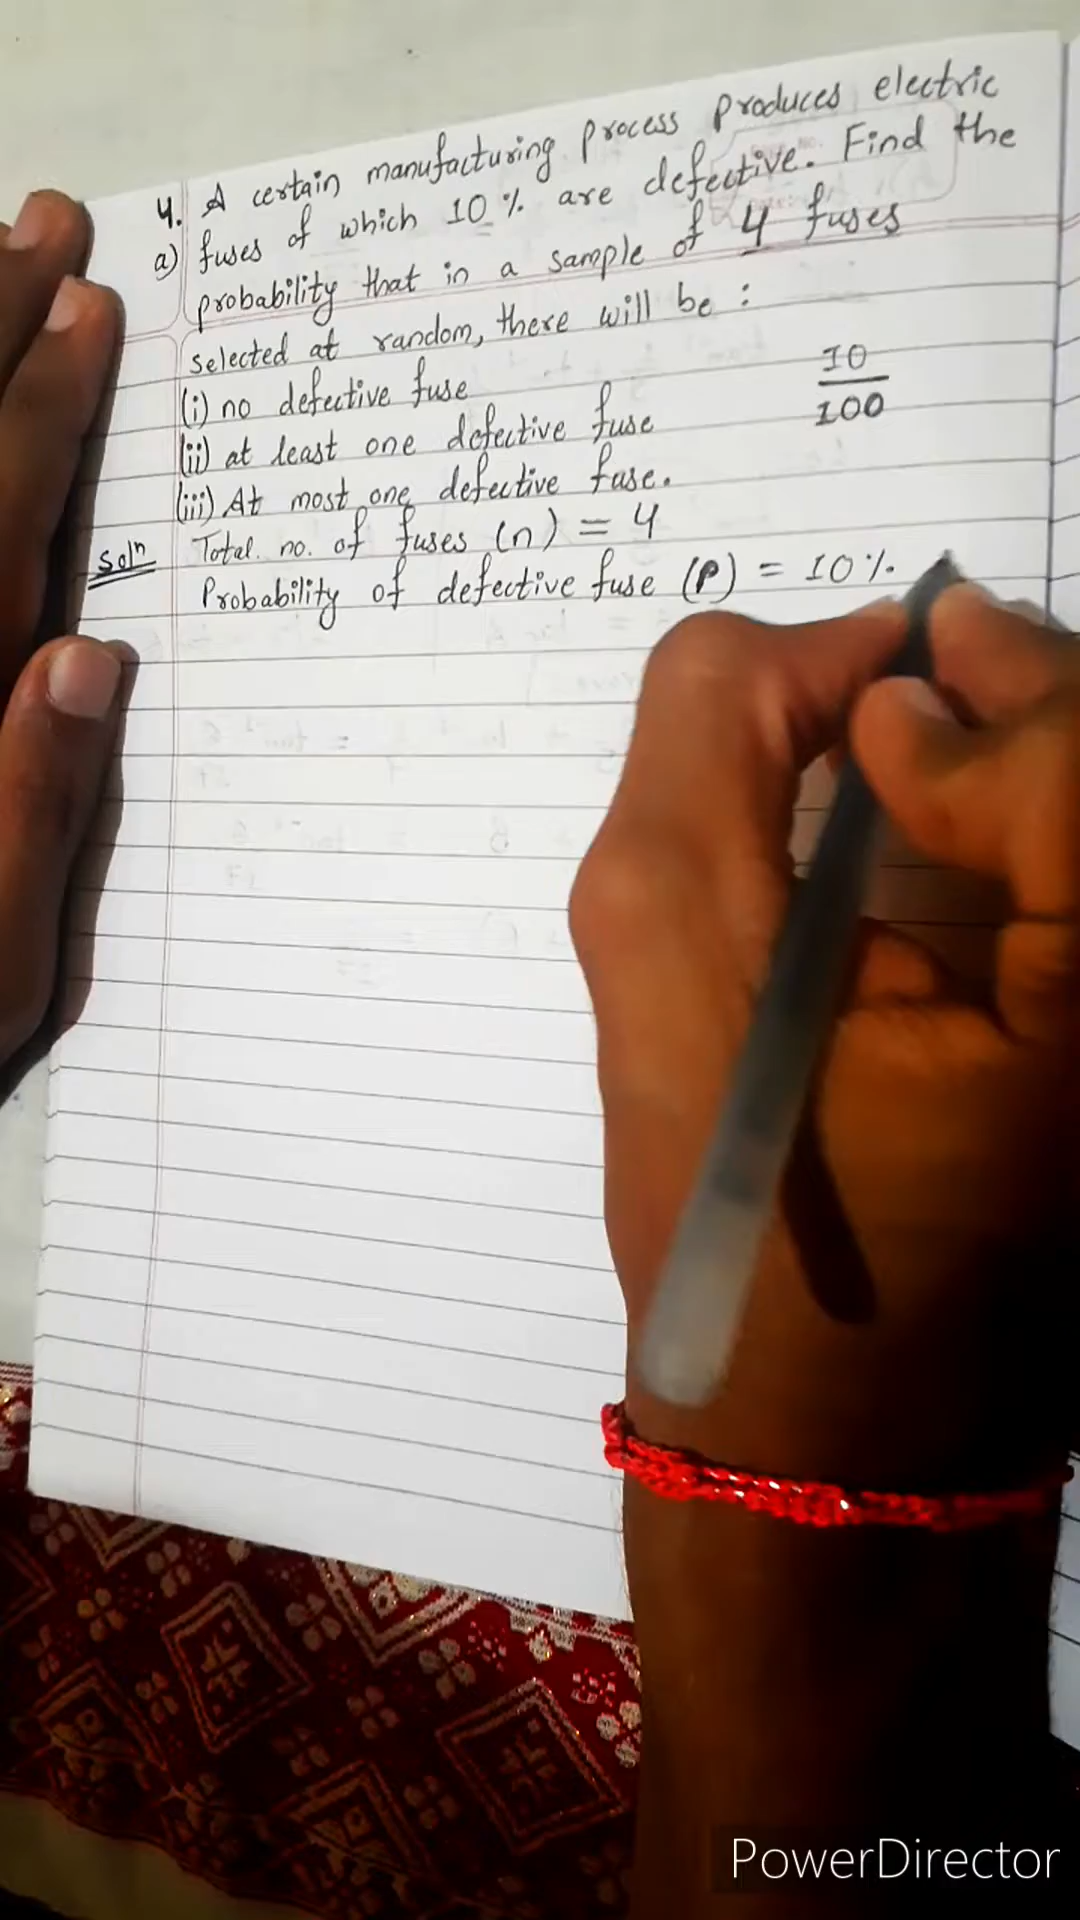 4. A certain manufacturing process produces electric
a) fuses of which 10 % are defective. Find the
probability that in a sample of 4 fuses
selected at random, there will be :
(i) no defective fuse
10
100
(ii) at least one defective fuse
(iii) At most one defective fuse.
Soln Total. no. of fuses (n) = 4
Probability of defective fuse (p) = 10 %.
PowerDirector